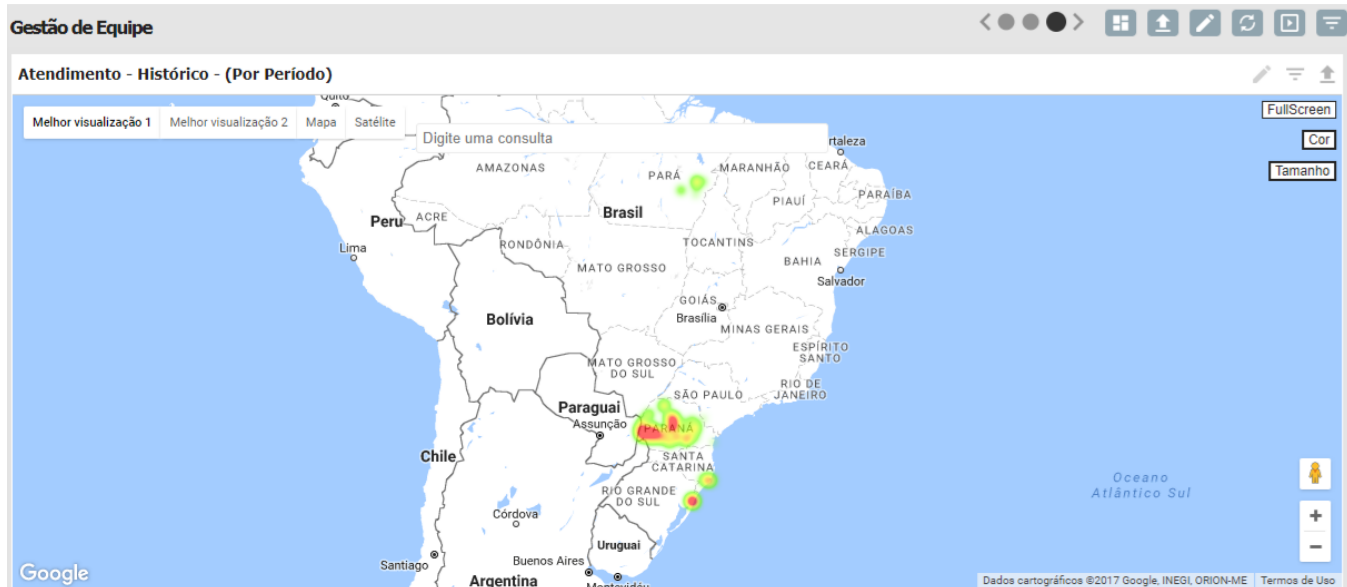 Gestão de Equipe
Atendimento - Histórico - (Por Período)
Quito
Melhor visualização 1
Melhor visualização 2
Mapa
Satélite
Digite uma consulta
FullScreen
Cor
Tamanho
rtaleza
AMAZONAS
PARÁ
MARANHÃO
CEARÁ
PARAÍBA
PIAUÍ
Brasil
Peru
ACRE
ALAGOAS
Lima
RONDÔNIA
TOCANTINS
SERGIPE
BAHIA
MATO GROSSO
Salvador
GOIÁS
Brasília
Bolívia
MINAS GERAIS
ESPÍRITO
SANTO
MATO GROSSO
DO SUL
RIO DE
JANEIRO
SÃO PAULO
Paraguai
Assunção
PARANÁ
Chile
SANTA
CATARINA
Oceano
Atlântico Sul
RIO GRANDE
DO SUL
Córdova
Uruguai
Buenos Aires
Santiago
Argentina
Montevidéu
Google
Dados cartográficos ©2017 Google, INEGI, ORION-ME
Termos de Uso